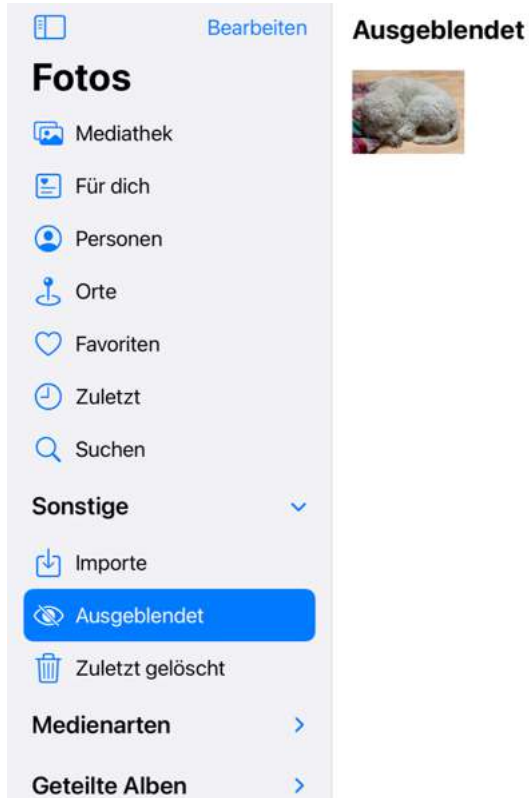 Bearbeiten
Fotos
Mediathek
Für dich
Personen
Orte
Favoriten
Zuletzt
Suchen
Sonstige
Importe
Ausgeblendet
Zuletzt gelöscht
Medienarten
Geteilte Alben
Ausgeblendet